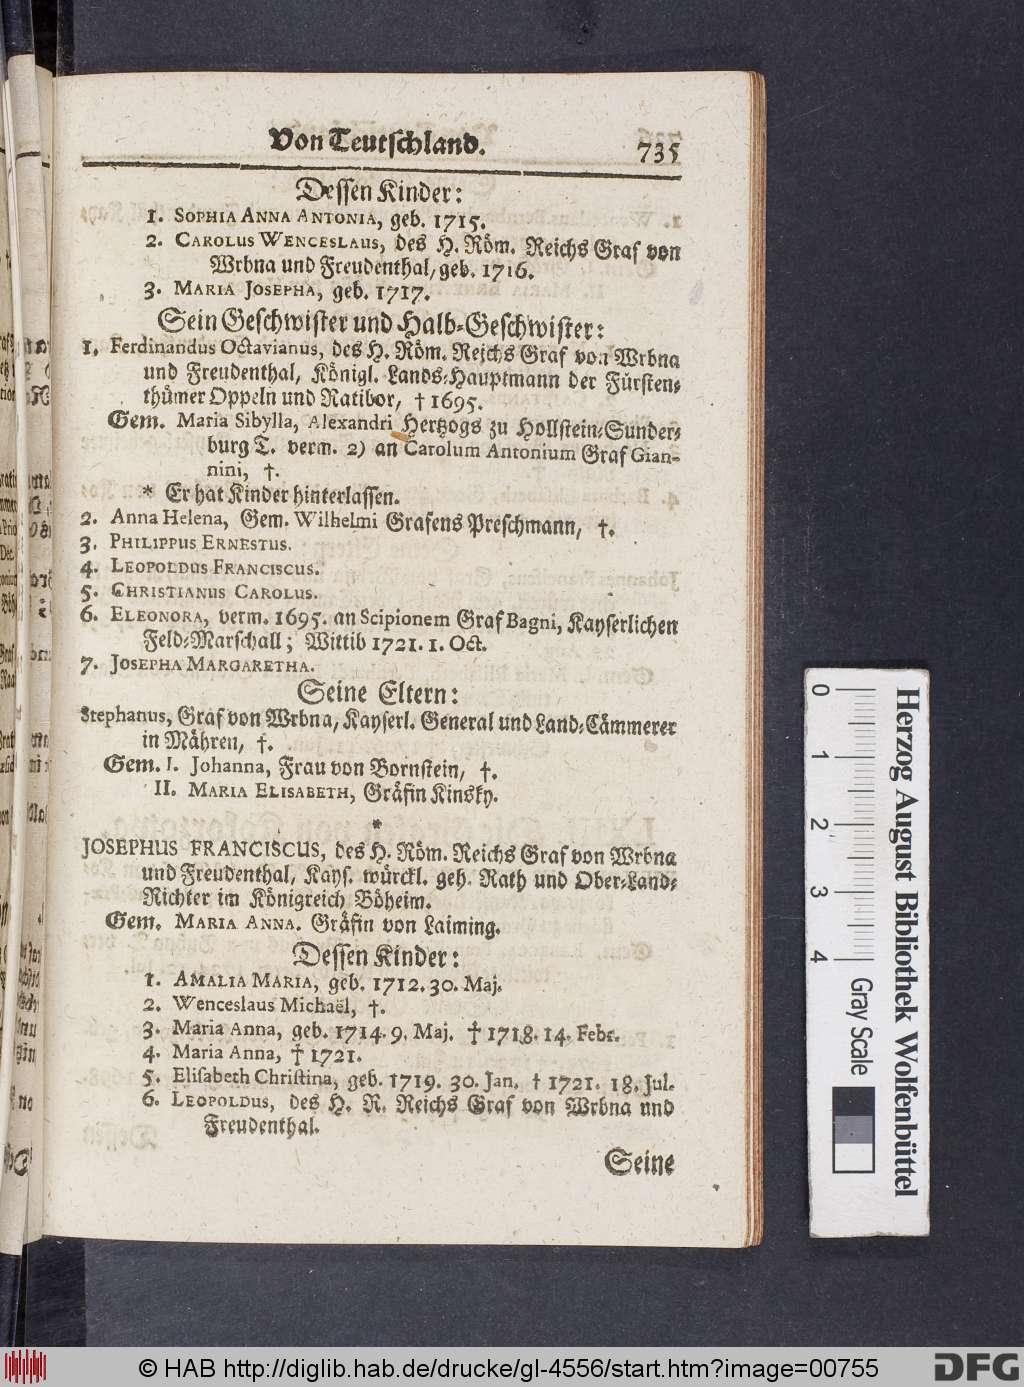 Von Teutschland. 735
Dessen Kinder:
1. SOPHIA ANNA ANTONIA, geb. 1715.
2. CAROLUS WENCESLAUS, des H. Röm. Reichs Graf von
Wrbna und Freudenthal, geb. 1716.
3. MARIA JOSEPHA, geb. 1717.
Sein Geschwister und Halb-Geschwister:
1. Ferdinandus Octavianus, des H. Röm. Reichs Graf von Wrbna
und Freudenthal, Königl. Lands-Hauptmann der Fürsten-
thümer Oppeln und Ratibor, † 1695.
Gem. Maria Sibylla, Alexandri Hertzogs zu Hollstein-Sunder-
burg T. verm. 2) an Carolum Antonium Graf Gian-
nini, †.
* Er hat Kinder hinterlassen.
2. Anna Helena, Gem. Wilhelmi Grafens Preschmann, †.
3. PHILIPPUS ERNESTUS.
4. LEOPOLDUS FRANCISCUS.
5. CHRISTIANUS CAROLUS.
6. ELEONORA, verm. 1695. an Scipionem Graf Bagni, Kayserlichen
Feld-Marschall; Wittib 1721. 1. Oct.
7. JOSEPHA MARGARETHA.
Seine Eltern:
Stephanus, Graf von Wrbna, Kayserl. General und Land-Cämmerer
in Mähren, †.
Gem. I. Johanna, Frau von Bornstein, †.
II. MARIA ELISABETH, Gräfin Kinsky.
*
JOSEPHUS FRANCISCUS, des H. Röm. Reichs Graf von Wrbna
und Freudenthal, Kays. würckl. geh. Rath und Ober-Land-
Richter im Königreich Böheim.
Gem. MARIA ANNA. Gräfin von Laiming.
Dessen Kinder:
1. AMALIA MARIA, geb. 1712. 30. Maj.
2. Wenceslaus Michaël, †.
3. Maria Anna, geb. 1714. 9. Maj. † 1718. 14. Febr.
4. Maria Anna, † 1721.
5. Elisabeth Christina, geb. 1719. 30. Jan. † 1721. 18. Jul.
6. LEOPOLDUS, des H. R. Reichs Graf von Wrbna und
Freudenthal.
Seine
0 1 2 3 4 Gray Scale
Herzog August Bibliothek Wolfenbüttel
© HAB http://diglib.hab.de/drucke/gl-4556/start.htm?image=00755
DFG